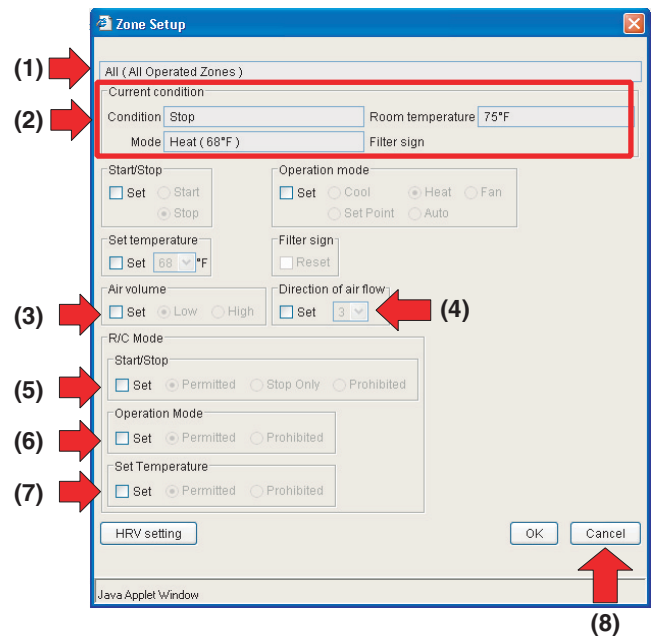 Zone Setup
(1)
All ( All Operated Zones )
Current condition
(2)
Condition Stop Room temperature 75°F
Mode Heat ( 68°F ) Filter sign
Start/Stop Operation mode
Set Start Set Cool Heat Fan
Stop Set Point Auto
Set temperature Filter sign
Set 68 °F Reset
Air volume Direction of air flow
(3) Set Low High Set 3 (4)
R/C Mode
Start/Stop
(5) Set Permitted Stop Only Prohibited
Operation Mode
(6) Set Permitted Prohibited
Set Temperature
(7) Set Permitted Prohibited
HRV setting OK Cancel
Java Applet Window
(8)